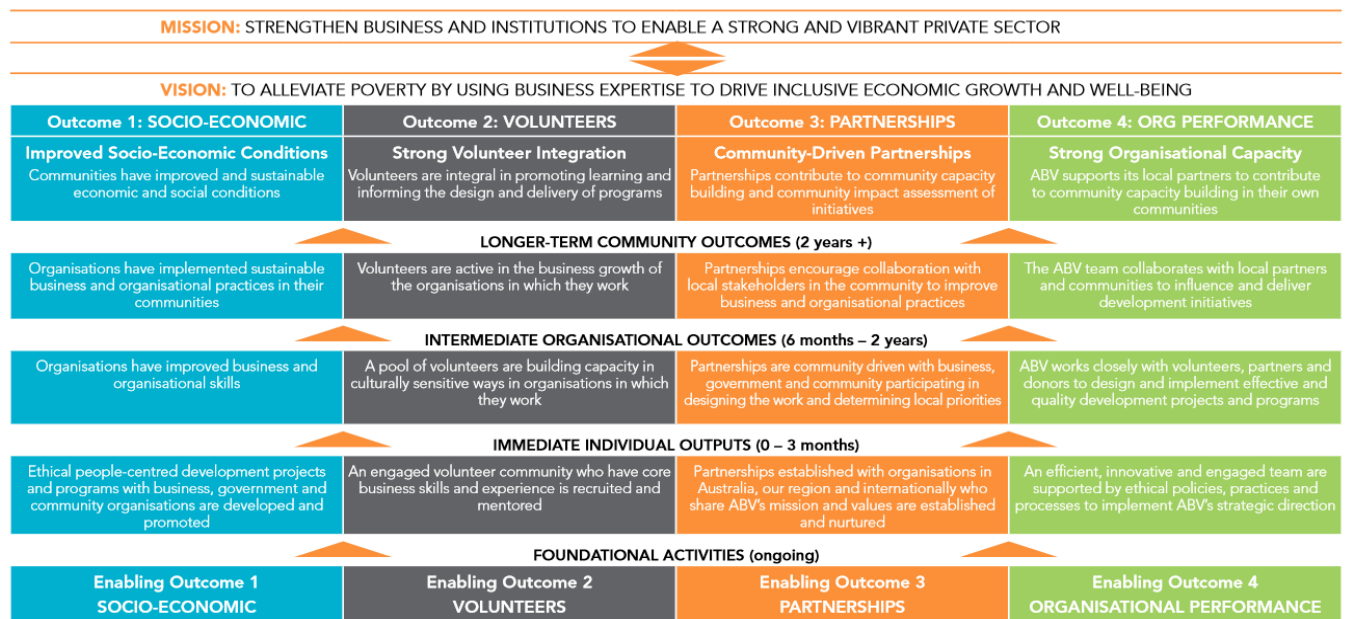 MISSION: STRENGTHEN BUSINESS AND INSTITUTIONS TO ENABLE A STRONG AND VIBRANT PRIVATE SECTOR
VISION: TO ALLEVIATE POVERTY BY USING BUSINESS EXPERTISE TO DRIVE INCLUSIVE ECONOMIC GROWTH AND WELL-BEING
Outcome 1: SOCIO-ECONOMIC
Improved Socio-Economic Conditions
Communities have improved and sustainable
economic and social conditions
Outcome 2: VOLUNTEERS
Strong Volunteer Integration
Volunteers are integral in promoting learning and
informing the design and delivery of programs
Outcome 3: PARTNERSHIPS
Community-Driven Partnerships
Partnerships contribute to community capacity
building and community impact assessment of
initiatives
Outcome 4: ORG PERFORMANCE
Strong Organisational Capacity
ABV supports its local partners to contribute
to community capacity building in their own
communities
LONGER-TERM COMMUNITY OUTCOMES (2 years +)
Organisations have implemented sustainable
business and organisational practices in their
communities
Volunteers are active in the business growth of
the organisations in which they work
Partnerships encourage collaboration with
local stakeholders in the community to improve
business and organisational practices
The ABV team collaborates with local partners
and communities to influence and deliver
development initiatives
INTERMEDIATE ORGANISATIONAL OUTCOMES (6 months – 2 years)
Organisations have improved business and
organisational skills
A pool of volunteers are building capacity in
culturally sensitive ways in organisations in which
they work
Partnerships are community driven with business,
government and community participating in
designing the work and determining local priorities
ABV works closely with volunteers, partners and
donors to design and implement effective and
quality development projects and programs
IMMEDIATE INDIVIDUAL OUTPUTS (0 – 3 months)
Ethical people-centred development projects
and programs with business, government and
community organisations are developed and
promoted
An engaged volunteer community who have core
business skills and experience is recruited and
mentored
Partnerships established with organisations in
Australia, our region and internationally who
share ABV's mission and values are established
and nurtured
An efficient, innovative and engaged team are
supported by ethical policies, practices and
processes to implement ABV's strategic direction
FOUNDATIONAL ACTIVITIES (ongoing)
Enabling Outcome 1
SOCIO-ECONOMIC
Enabling Outcome 2
VOLUNTEERS
Enabling Outcome 3
PARTNERSHIPS
Enabling Outcome 4
ORGANISATIONAL PERFORMANCE